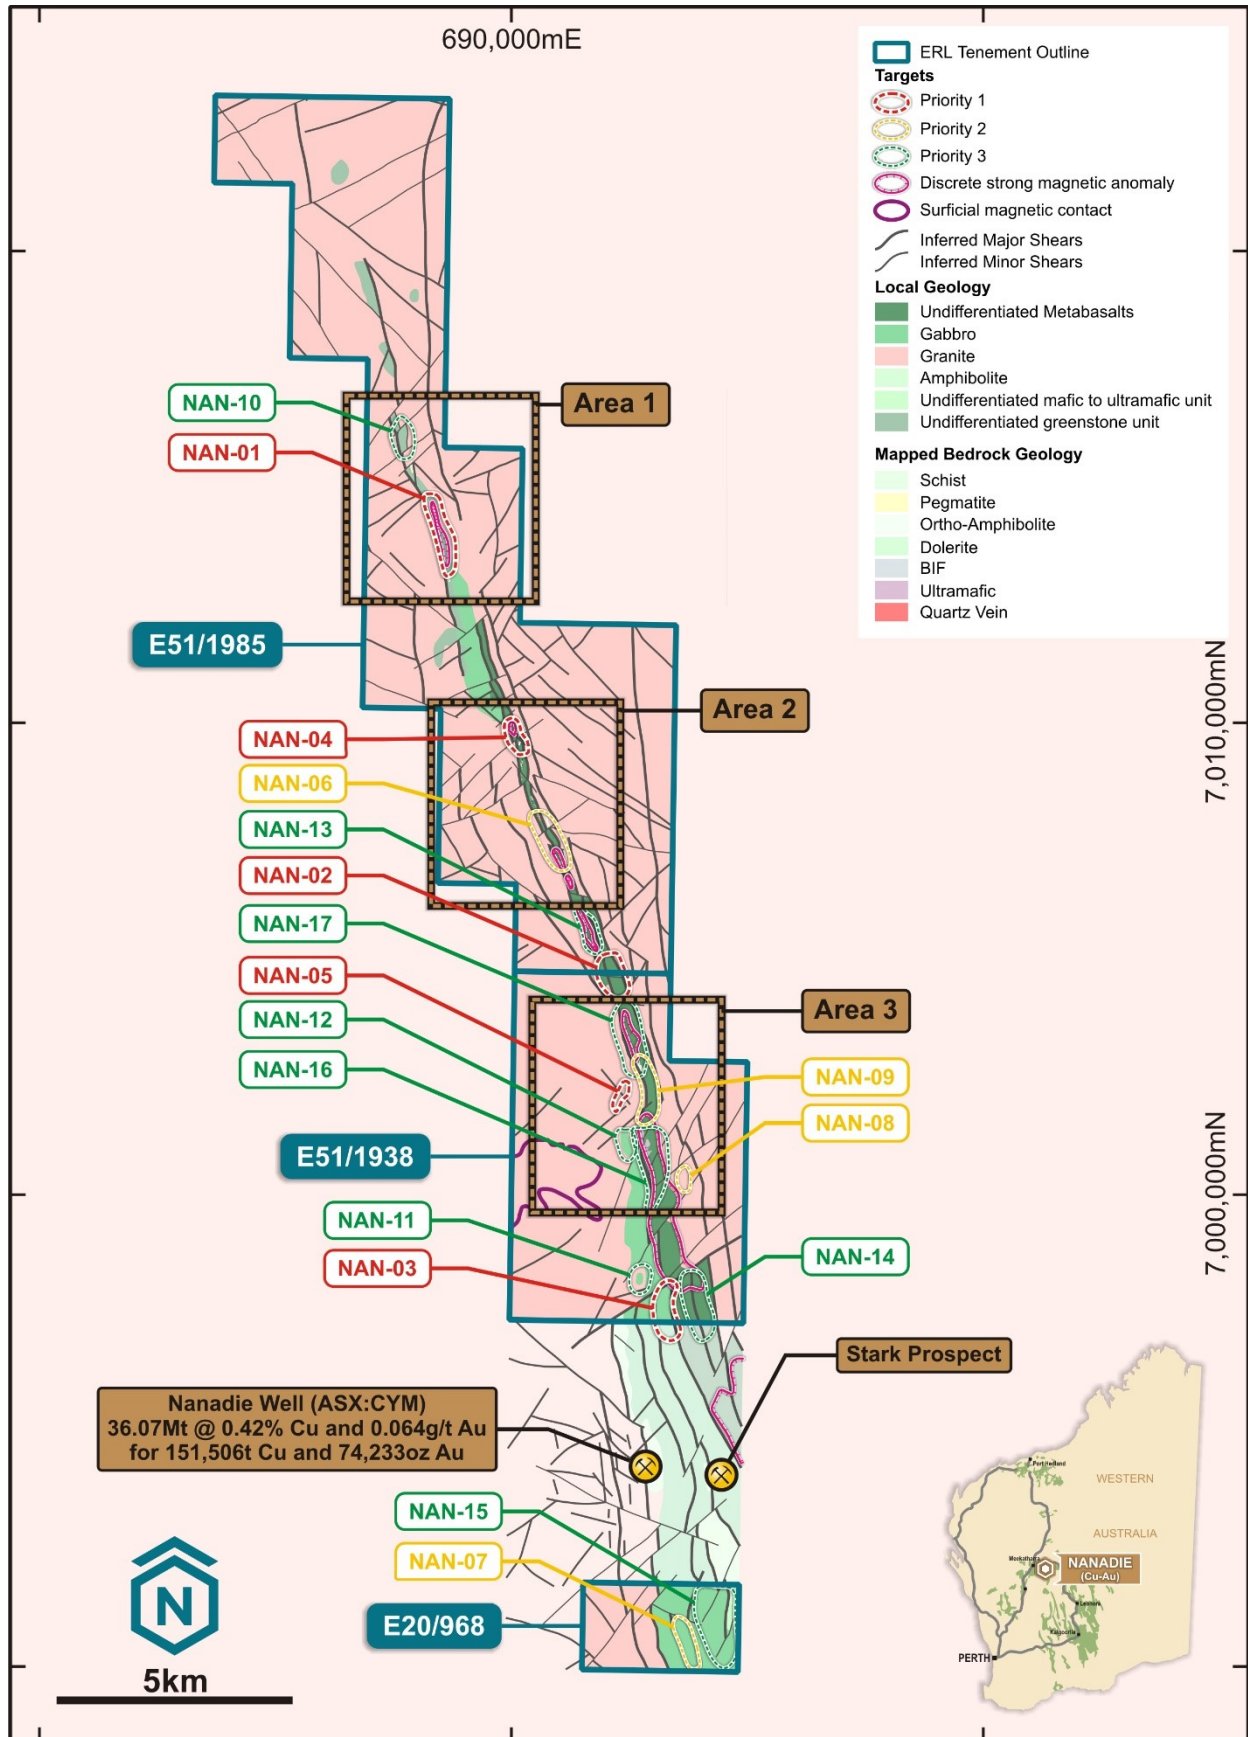 690,000mE
ERL Tenement Outline
Targets
Priority 1
Priority 2
Priority 3
Discrete strong magnetic anomaly
Surficial magnetic contact
Inferred Major Shears
Inferred Minor Shears
Local Geology
Undifferentiated Metabasalts
Gabbro
Granite
Amphibolite
Undifferentiated mafic to ultramafic unit
Undifferentiated greenstone unit
Mapped Bedrock Geology
Schist
Pegmatite
Ortho-Amphibolite
Dolerite
BIF
Ultramafic
Quartz Vein
NAN-10
Area 1
NAN-01
E51/1985
7,010,000mN
Area 2
NAN-04
NAN-06
NAN-13
NAN-02
NAN-17
NAN-05
Area 3
NAN-12
NAN-16
NAN-09
NAN-08
E51/1938
7,000,000mN
NAN-11
NAN-03
NAN-14
Stark Prospect
Nanadie Well (ASX:CYM)
36.07Mt @ 0.42% Cu and 0.064g/t Au
for 151,506t Cu and 74,233oz Au
NAN-15
NAN-07
E20/968
N
5km
Port Hedland
WESTERN
AUSTRALIA
Meekatharra
NANADIE
(Cu-Au)
Leonora
Kalgoorlie
PERTH